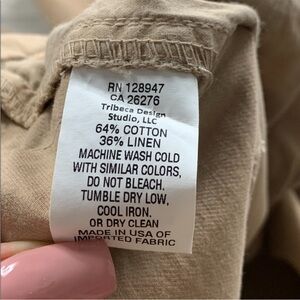 RN 128947
CA 26276
Tribeca Design
Studio, LLC
64% COTTON
36% LINEN
MACHINE WASH COLD
WITH SIMILAR COLORS,
DO NOT BLEACH.
TUMBLE DRY LOW,
COOL IRON.
OR DRY CLEAN
MADE IN USA OF
IMPORTED FABRIC